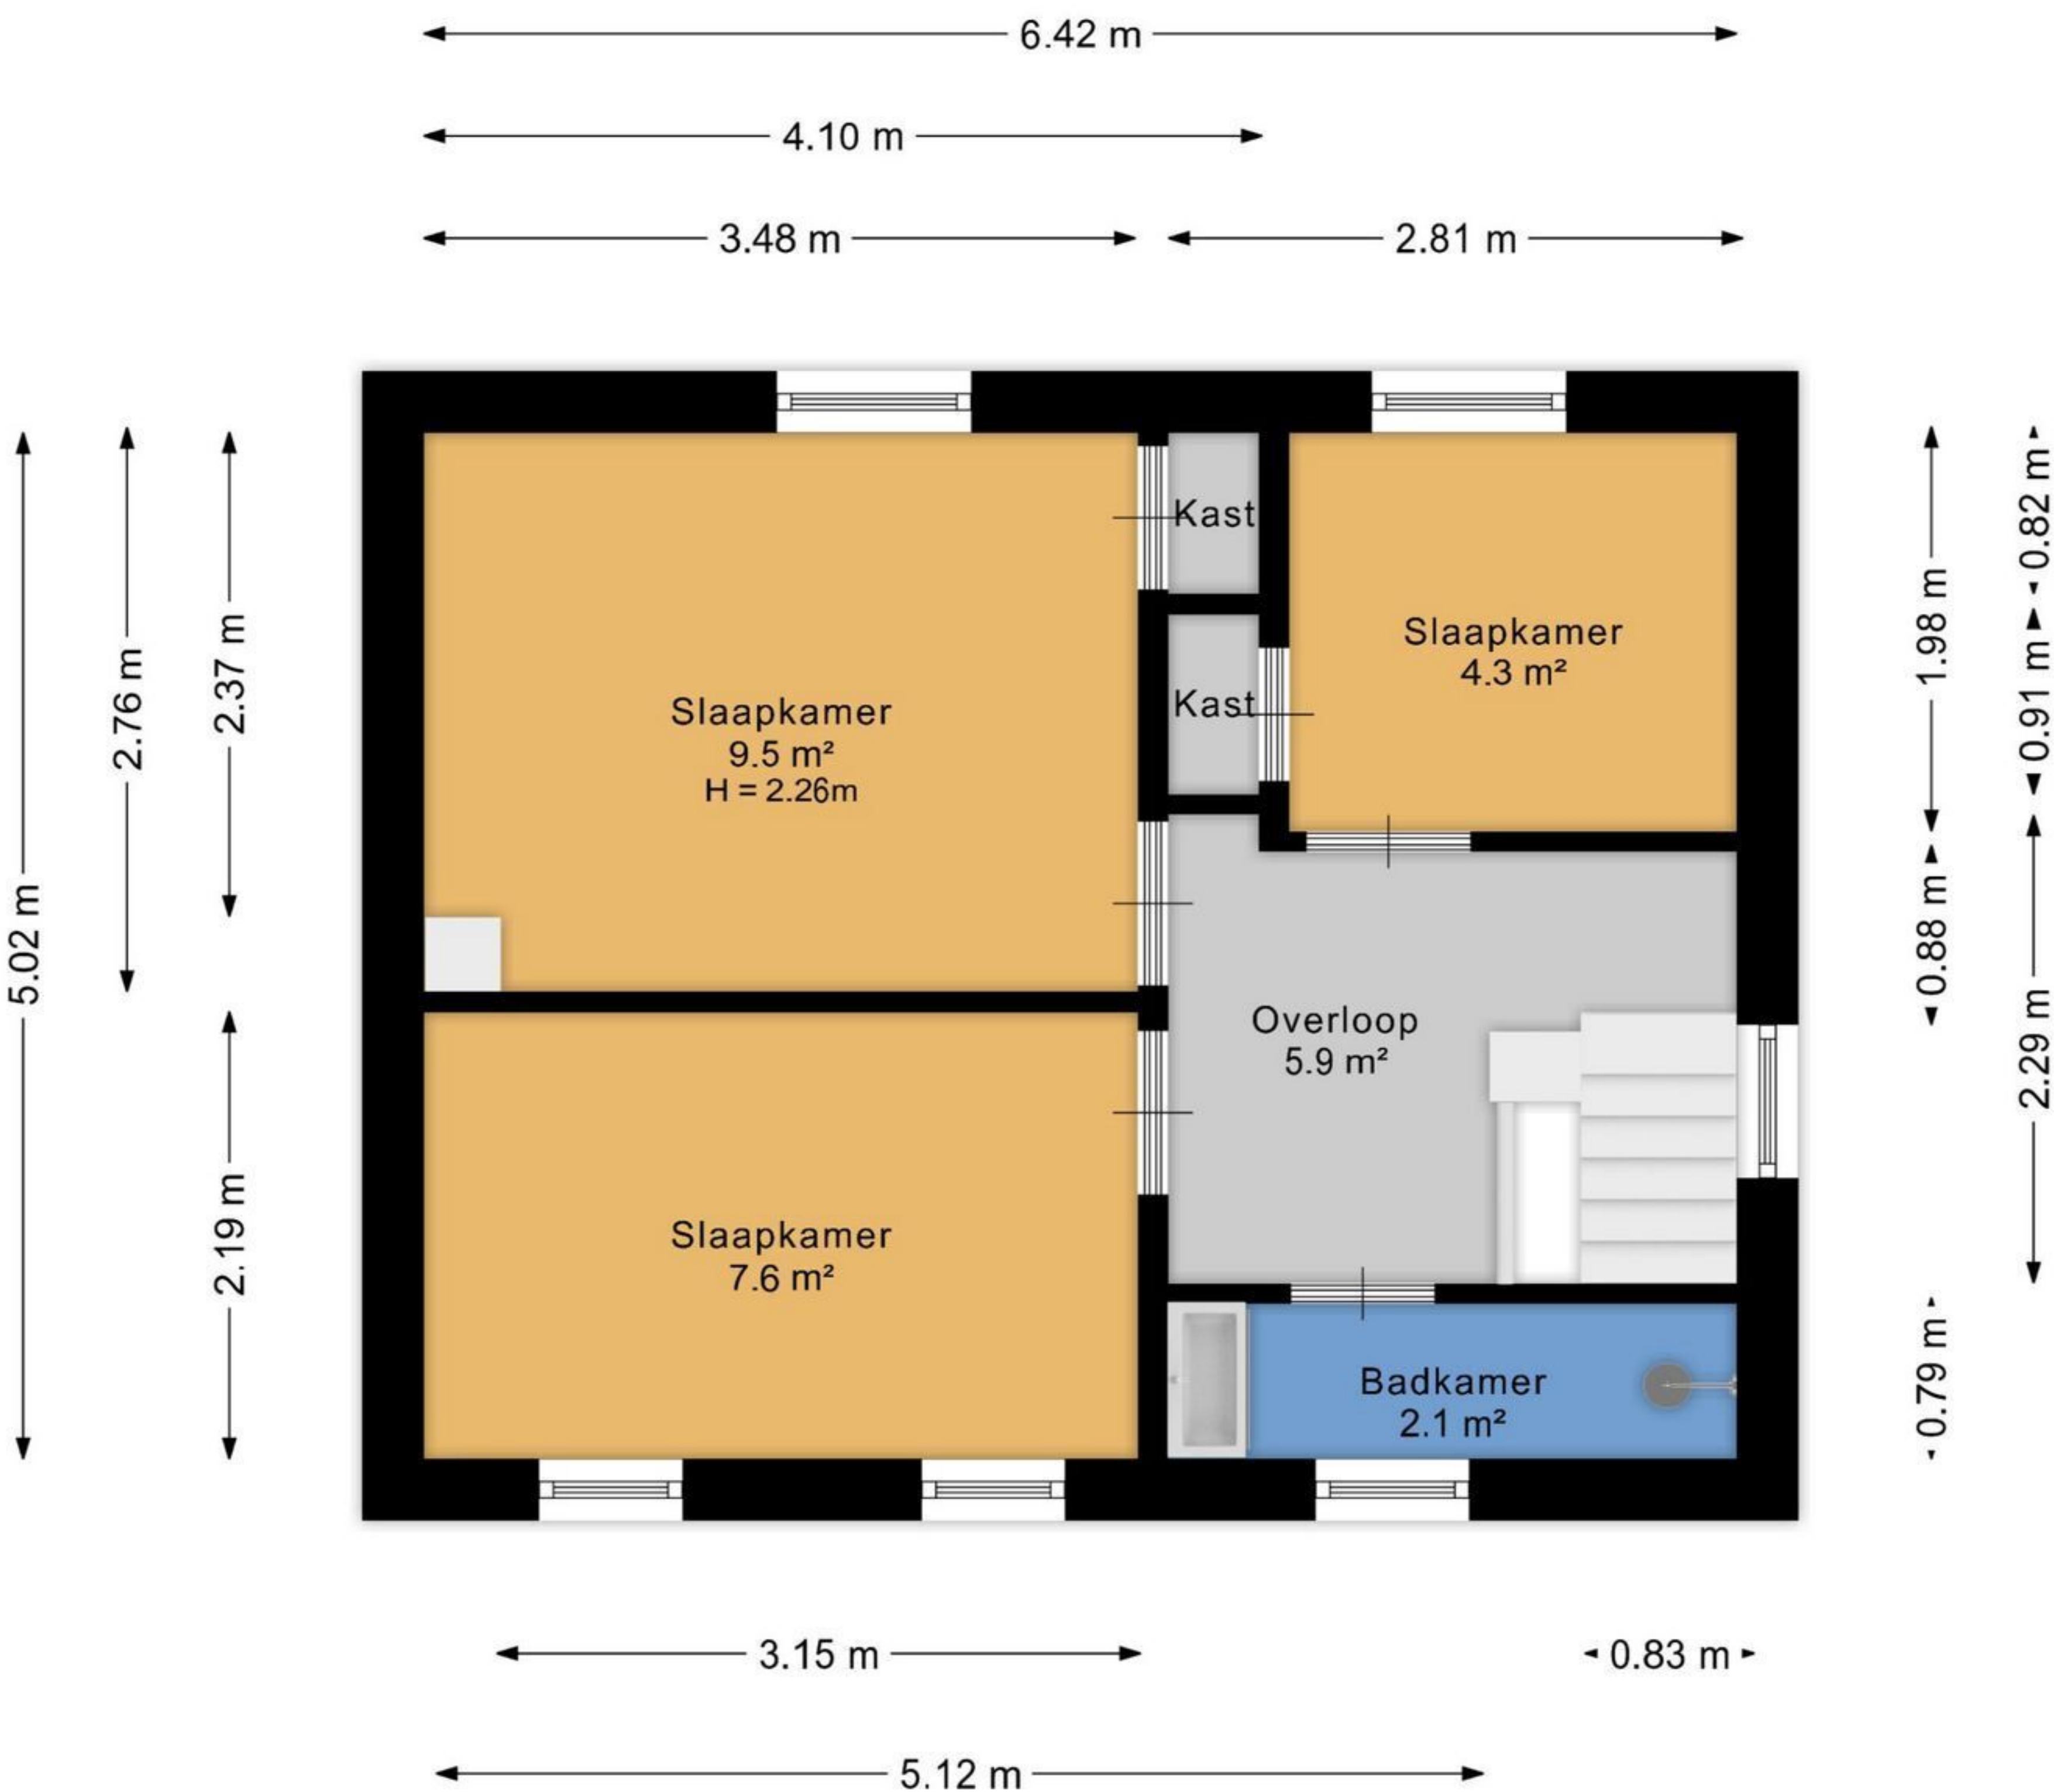 6.42 m
4.10 m
3.48 m
2.81 m
Kast
Kast
Slaapkamer
4.3 m²
Slaapkamer
9.5 m²
H = 2.26m
Overloop
5.9 m²
Slaapkamer
7.6 m²
Badkamer
2.1 m²
5.02 m
2.76 m
2.37 m
2.19 m
1.98 m
0.88 m
0.79 m
0.82 m
0.91 m
2.29 m
3.15 m
0.83 m
5.12 m